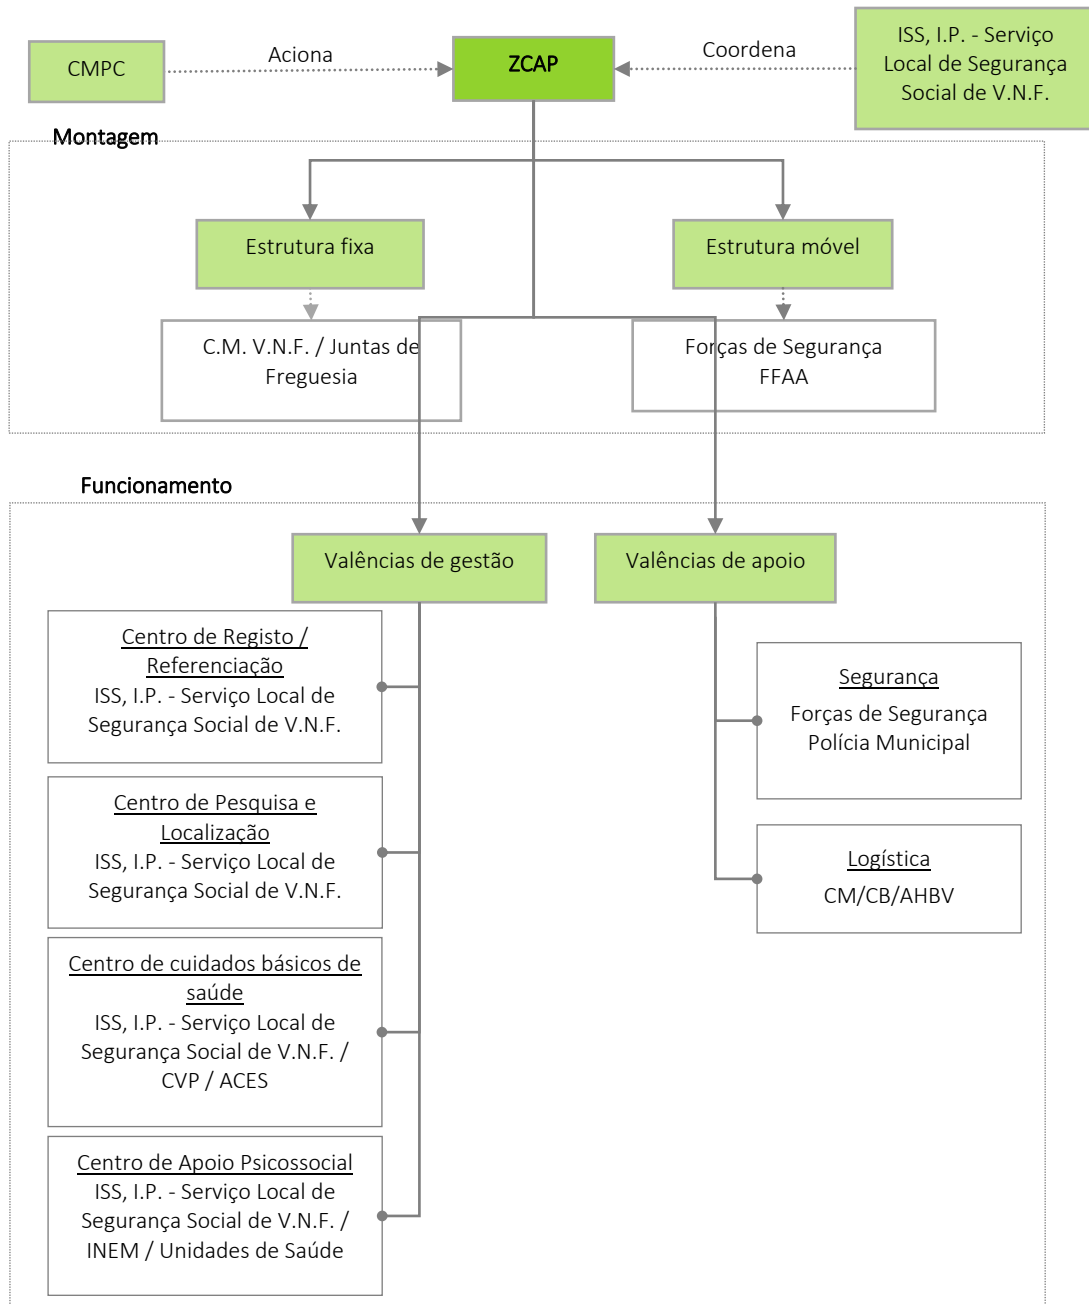 CMPC
Aciona
ZCAP
Coordena
ISS, I.P. - Serviço
Local de Segurança
Social de V.N.F.
Montagem
Estrutura fixa
Estrutura móvel
C.M. V.N.F. / Juntas de
Freguesia
Forças de Segurança
FFAA
Funcionamento
Valências de gestão
Valências de apoio
Centro de Registo /
Referenciação
ISS, I.P. - Serviço Local de
Segurança Social de V.N.F.
Centro de Pesquisa e
Localização
ISS, I.P. - Serviço Local de
Segurança Social de V.N.F.
Centro de cuidados básicos de
saúde
ISS, I.P. - Serviço Local de
Segurança Social de V.N.F. /
CVP / ACES
Centro de Apoio Psicossocial
ISS, I.P. - Serviço Local de
Segurança Social de V.N.F. /
INEM / Unidades de Saúde
Segurança
Forças de Segurança
Polícia Municipal
Logística
CM/CB/AHBV